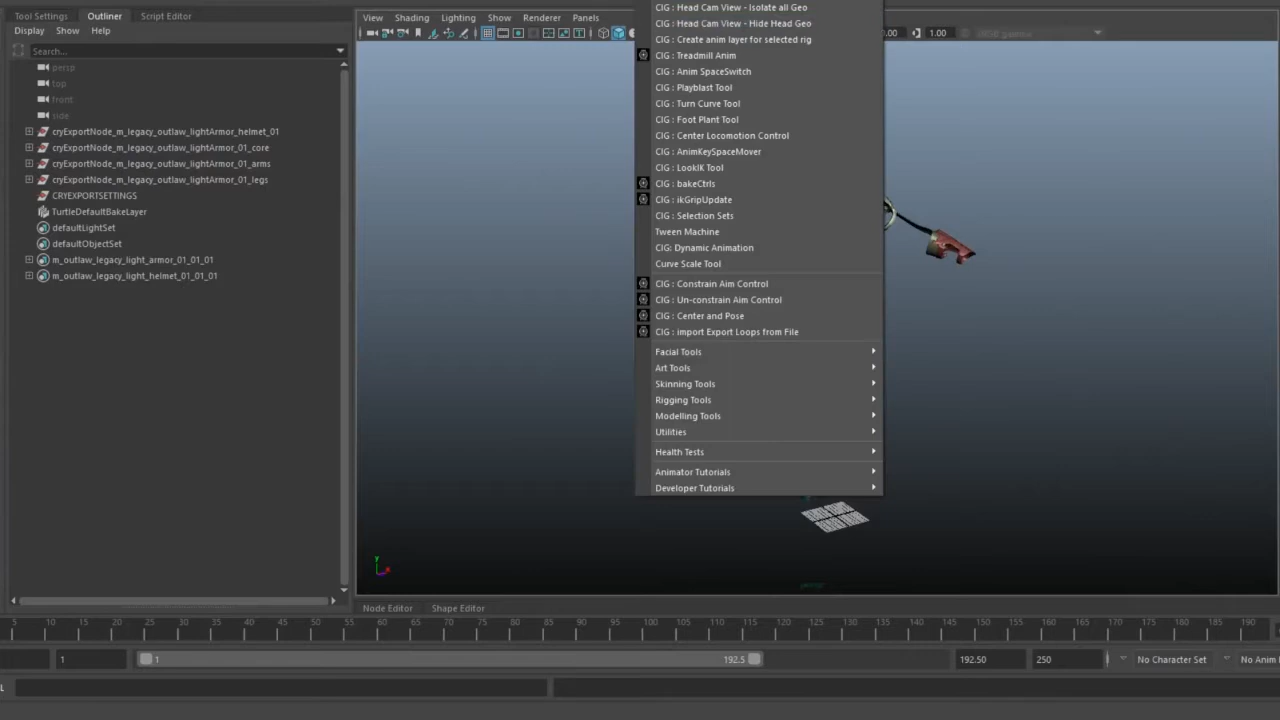 Tool Settings
Outliner
Script Editor
Display
Show
Help
Search...
persp
top
front
side
cryExportNode_m_legacy_outlaw_lightArmor_helmet_01
cryExportNode_m_legacy_outlaw_lightArmor_01_core
cryExportNode_m_legacy_outlaw_lightArmor_01_arms
cryExportNode_m_legacy_outlaw_lightArmor_01_legs
CRYEXPORTSETTINGS
TurtleDefaultBakeLayer
defaultLightSet
defaultObjectSet
m_outlaw_legacy_light_armor_01_01_01
m_outlaw_legacy_light_helmet_01_01_01
View
Shading
Lighting
Show
Renderer
Panels
1.00
CIG : Head Cam View - Isolate all Geo
CIG : Head Cam View - Hide Head Geo
CIG : Create anim layer for selected rig
CIG : Treadmill Anim
CIG : Anim SpaceSwitch
CIG : Playblast Tool
CIG : Turn Curve Tool
CIG : Foot Plant Tool
CIG : Center Locomotion Control
CIG : AnimKeySpaceMover
CIG : LookIK Tool
CIG : bakeCtrls
CIG : ikGripUpdate
CIG : Selection Sets
Tween Machine
CIG: Dynamic Animation
Curve Scale Tool
CIG : Constrain Aim Control
CIG : Un-constrain Aim Control
CIG : Center and Pose
CIG : import Export Loops from File
Facial Tools
Art Tools
Skinning Tools
Rigging Tools
Modelling Tools
Utilities
Health Tests
Animator Tutorials
Developer Tutorials
y
x
Node Editor
Shape Editor
5 10 15 20 25 30 35 40 45 50 55 60 65 70 75 80 85 90 95 100 105 110 115 120 125 130 135 140 145 150 155 160 165 170 175 180 185 190
1
1
192.5
192.50
250
No Character Set
No Anim